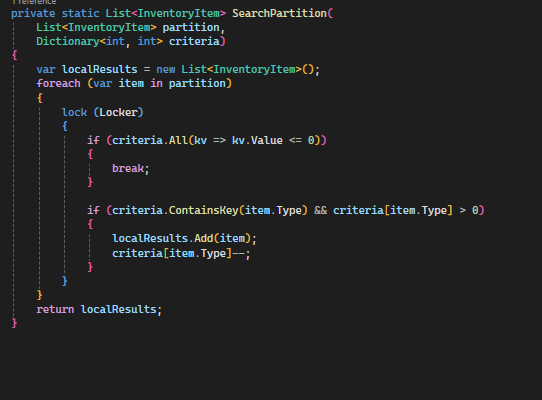 1 reference
private static List<InventoryItem> SearchPartition(
    List<InventoryItem> partition,
    Dictionary<int, int> criteria)
{
    var localResults = new List<InventoryItem>();
    foreach (var item in partition)
    {
        lock (Locker)
        {
            if (criteria.All(kv => kv.Value <= 0))
            {
                break;
            }

            if (criteria.ContainsKey(item.Type) && criteria[item.Type] > 0)
            {
                localResults.Add(item);
                criteria[item.Type]--;
            }
        }
    }
    return localResults;
}